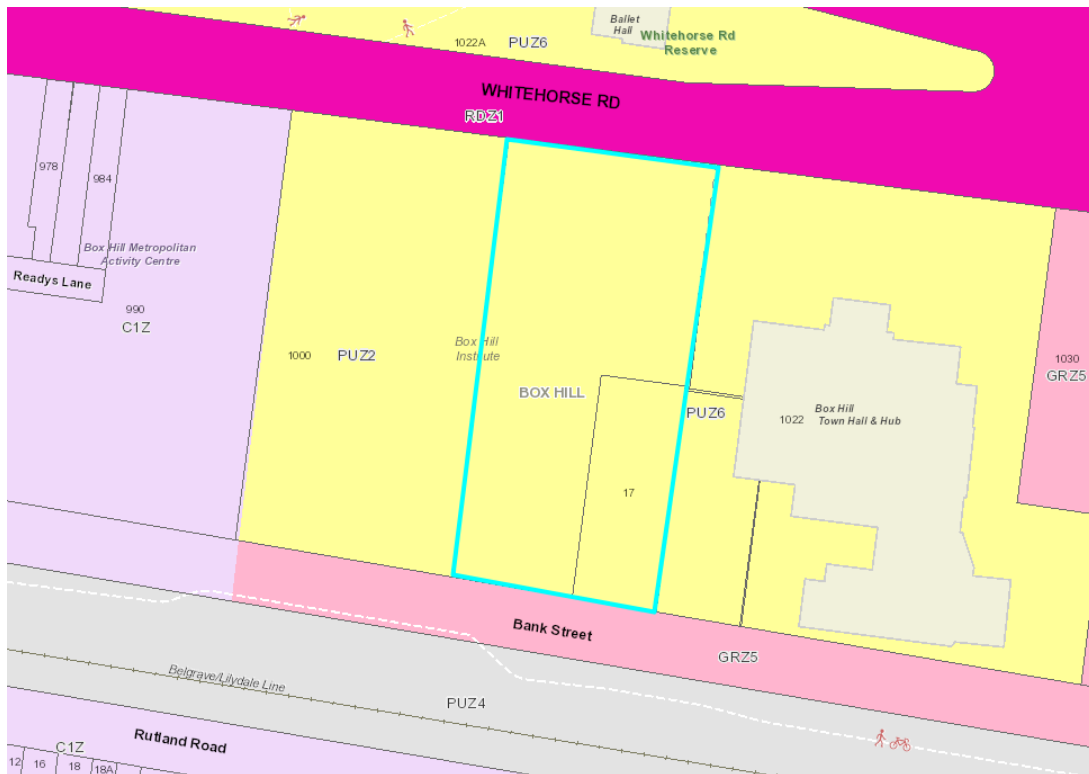 Ballet
Hall
Whitehorse Rd
Reserve
1022A
PUZ6
WHITEHORSE RD
RDZ1
978
984
Box Hill Metropolitan
Activity Centre
Readys Lane
990
C1Z
1000
PUZ2
Box Hill
Institute
BOX HILL
1030
GRZ5
PUZ6
1022
Box Hill
Town Hall & Hub
17
Bank Street
GRZ5
Belgrave/Lilydale Line
PUZ4
Rutland Road
C1Z
12
16
18
18A